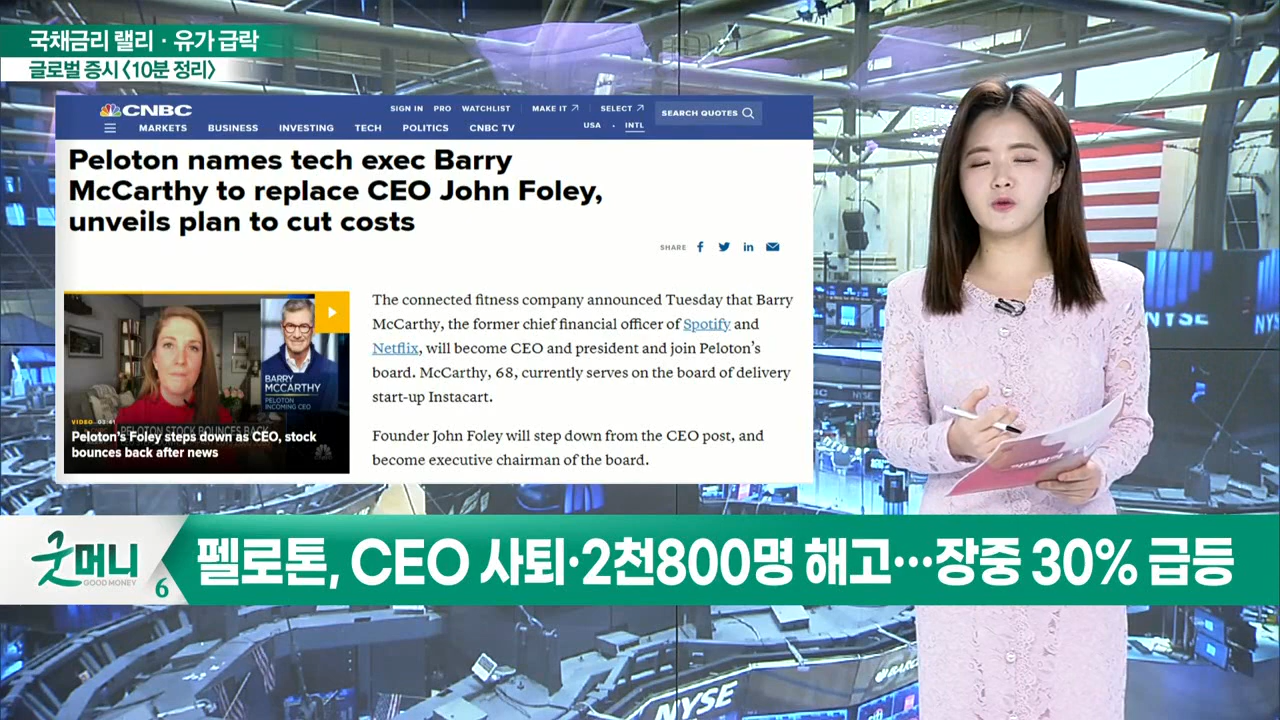 국채금리 랠리 · 유가 급락
글로벌 증시 <10분 정리>
CNBC
SIGN IN PRO WATCHLIST MAKE IT SELECT SEARCH QUOTES
MARKETS BUSINESS INVESTING TECH POLITICS CNBC TV USA · INTL
Peloton names tech exec Barry
McCarthy to replace CEO John Foley,
unveils plan to cut costs
SHARE
The connected fitness company announced Tuesday that Barry
McCarthy, the former chief financial officer of Spotify and
Netflix, will become CEO and president and join Peloton's
board. McCarthy, 68, currently serves on the board of delivery
start-up Instacart.
Founder John Foley will step down from the CEO post, and
become executive chairman of the board.
BARRY
MCCARTHY
PELOTON
INCOMING CEO
VIDEO 03:41
PELOTON STOCK BOUNCES BACK
Peloton's Foley steps down as CEO, stock
bounces back after news
NYSE
NYS
굿머니
GOOD MONEY
6
펠로톤, CEO 사퇴·2천800명 해고…장중 30% 급등
NYSE